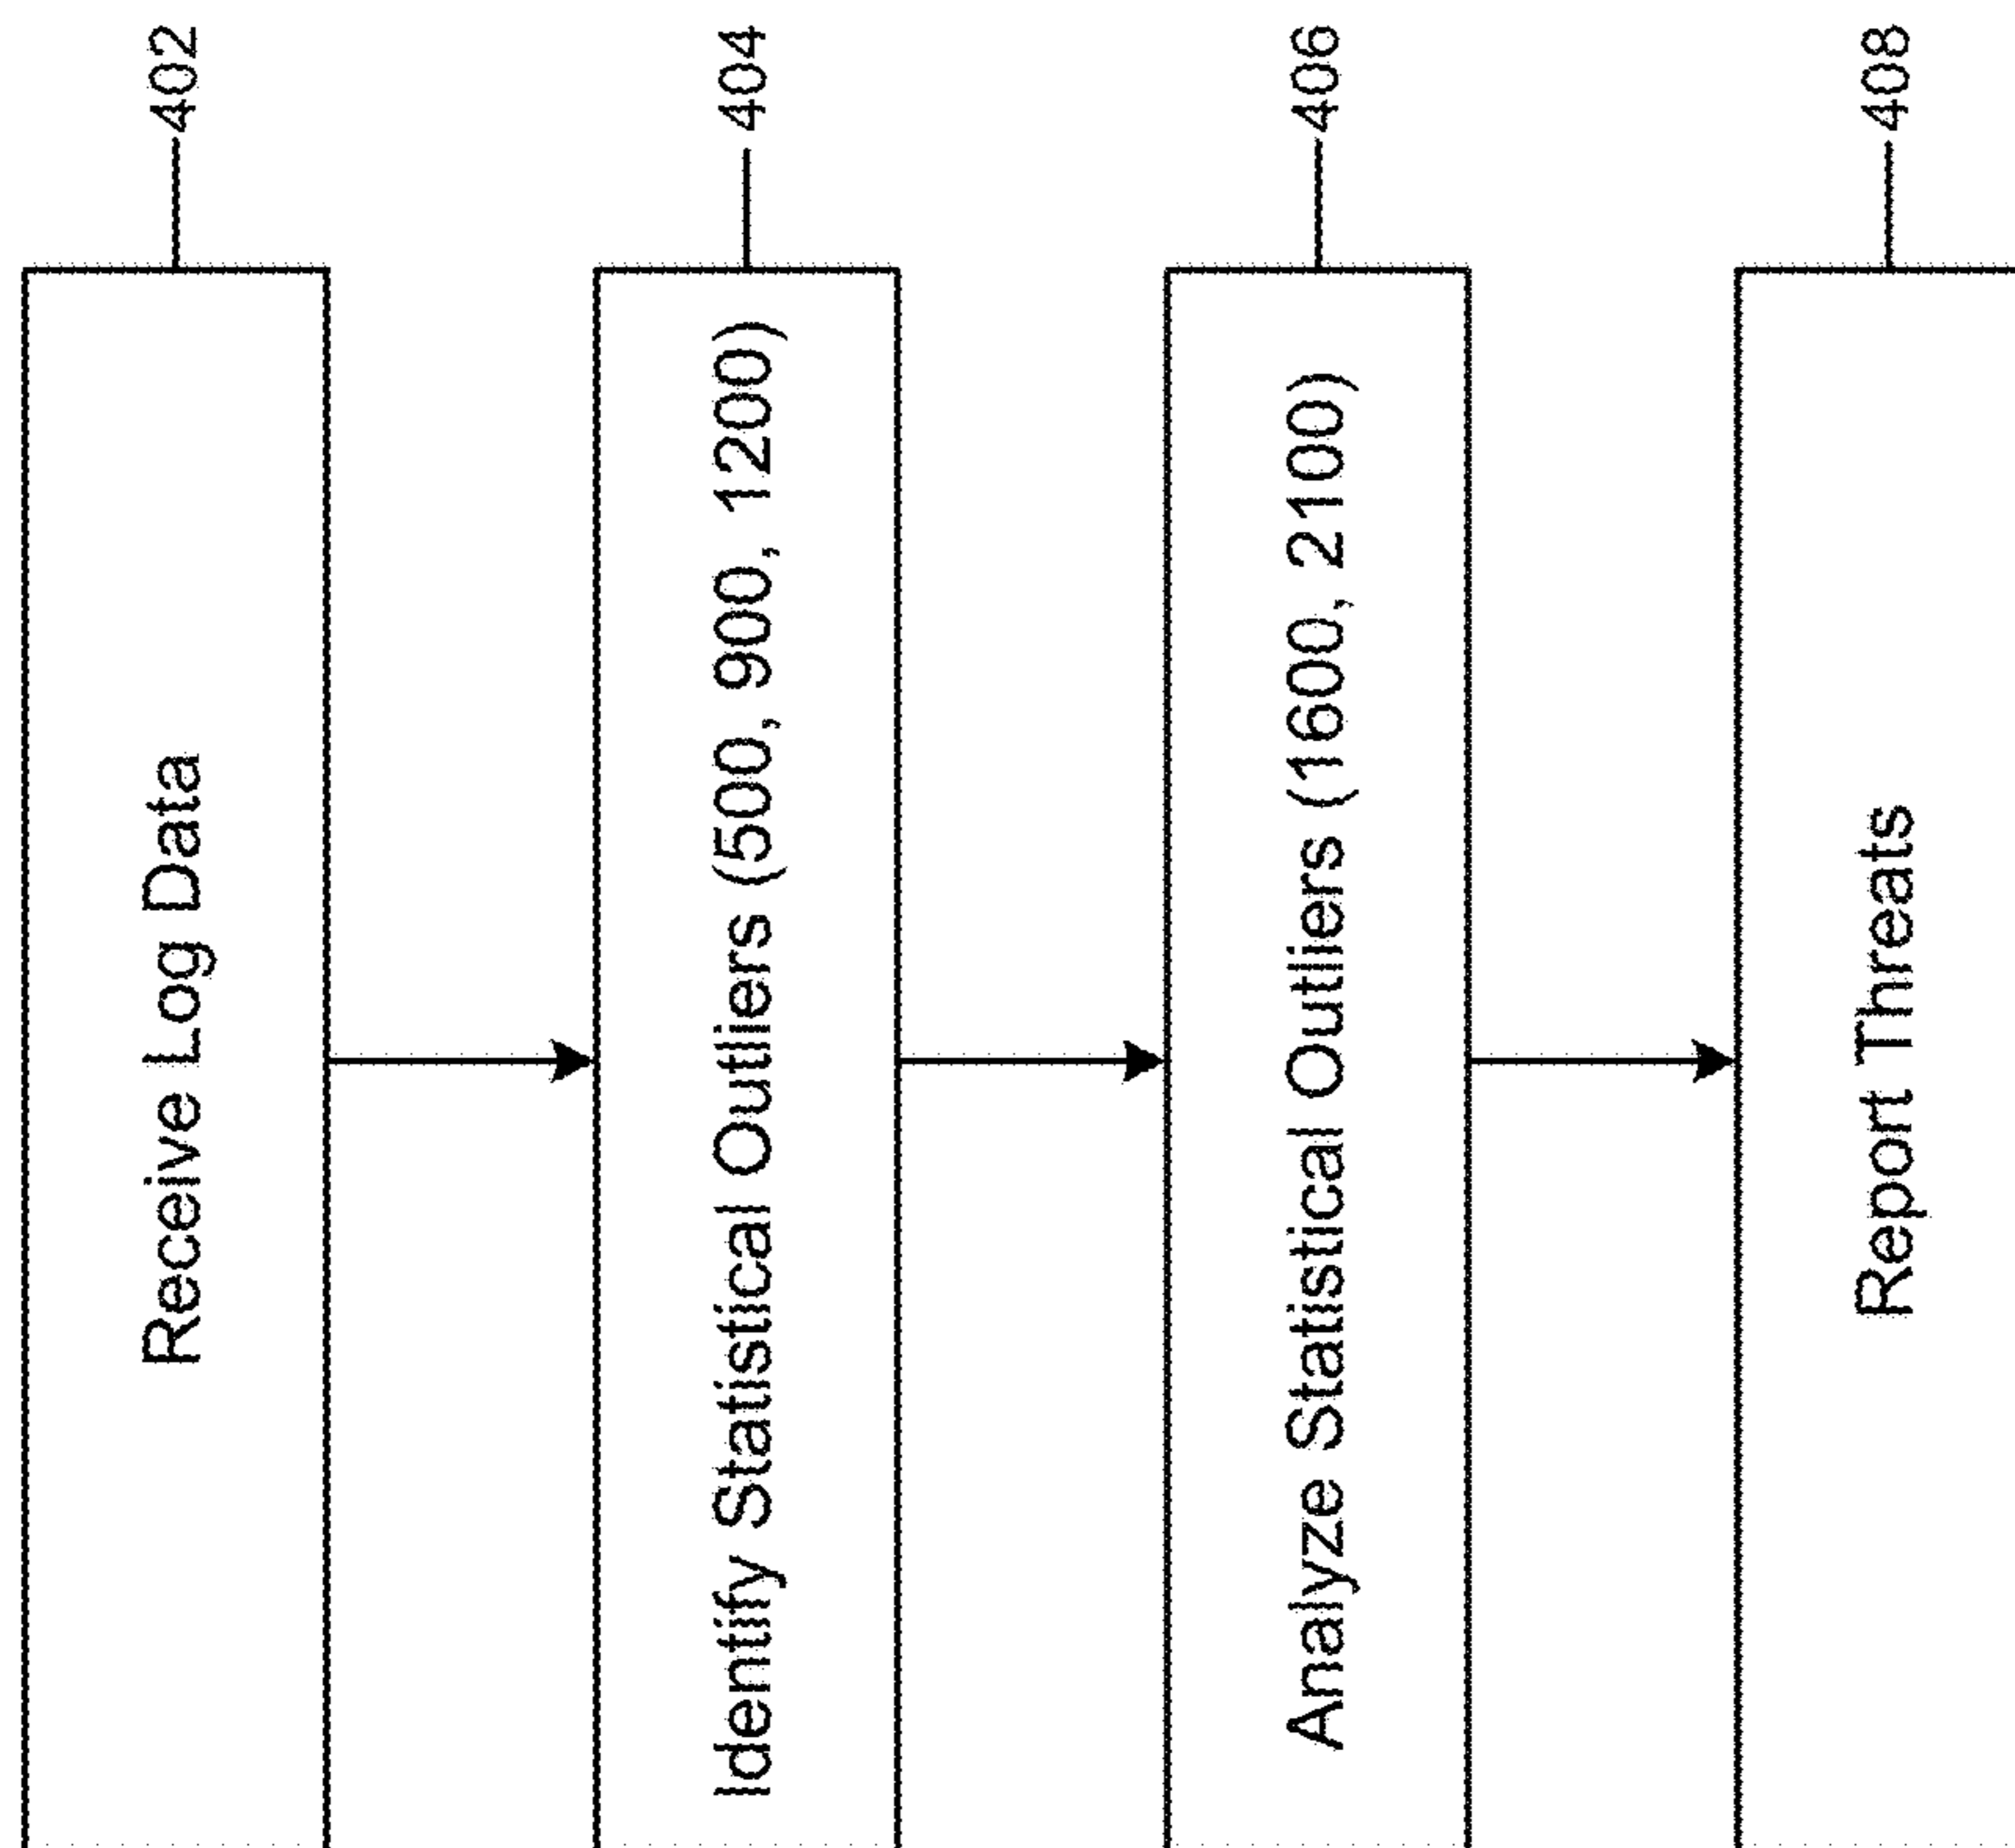 Receive Log Data
402
Identify Statistical Outliers (500, 900, 1200)
404
Analyze Statistical Outliers (1600, 2100)
406
Report Threats
408